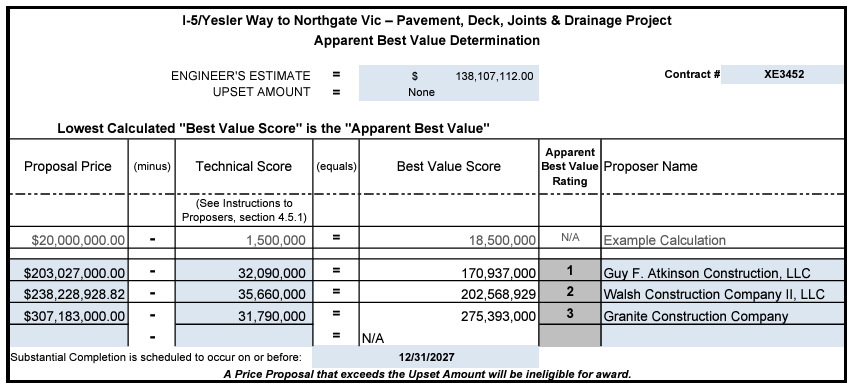 I-5/Yesler Way to Northgate Vic – Pavement, Deck, Joints & Drainage Project
Apparent Best Value Determination
ENGINEER'S ESTIMATE = $ 138,107,112.00 Contract # XE3452
UPSET AMOUNT = None
Lowest Calculated "Best Value Score" is the "Apparent Best Value"
Proposal Price (minus) Technical Score (equals) Best Value Score Apparent Best Value Rating Proposer Name
(See Instructions to
Proposers, section 4.5.1)
$20,000,000.00 - 1,500,000 = 18,500,000 N/A Example Calculation
$203,027,000.00 - 32,090,000 = 170,937,000 1 Guy F. Atkinson Construction, LLC
$238,228,928.82 - 35,660,000 = 202,568,929 2 Walsh Construction Company II, LLC
$307,183,000.00 - 31,790,000 = 275,393,000 3 Granite Construction Company
- = N/A
Substantial Completion is scheduled to occur on or before: 12/31/2027
A Price Proposal that exceeds the Upset Amount will be ineligible for award.